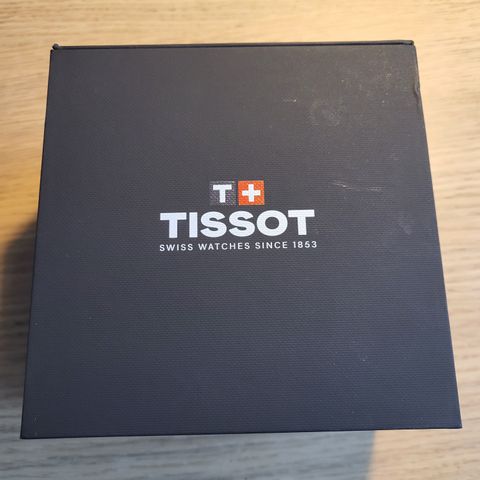 T+
TISSOT
SWISS WATCHES SINCE 1853